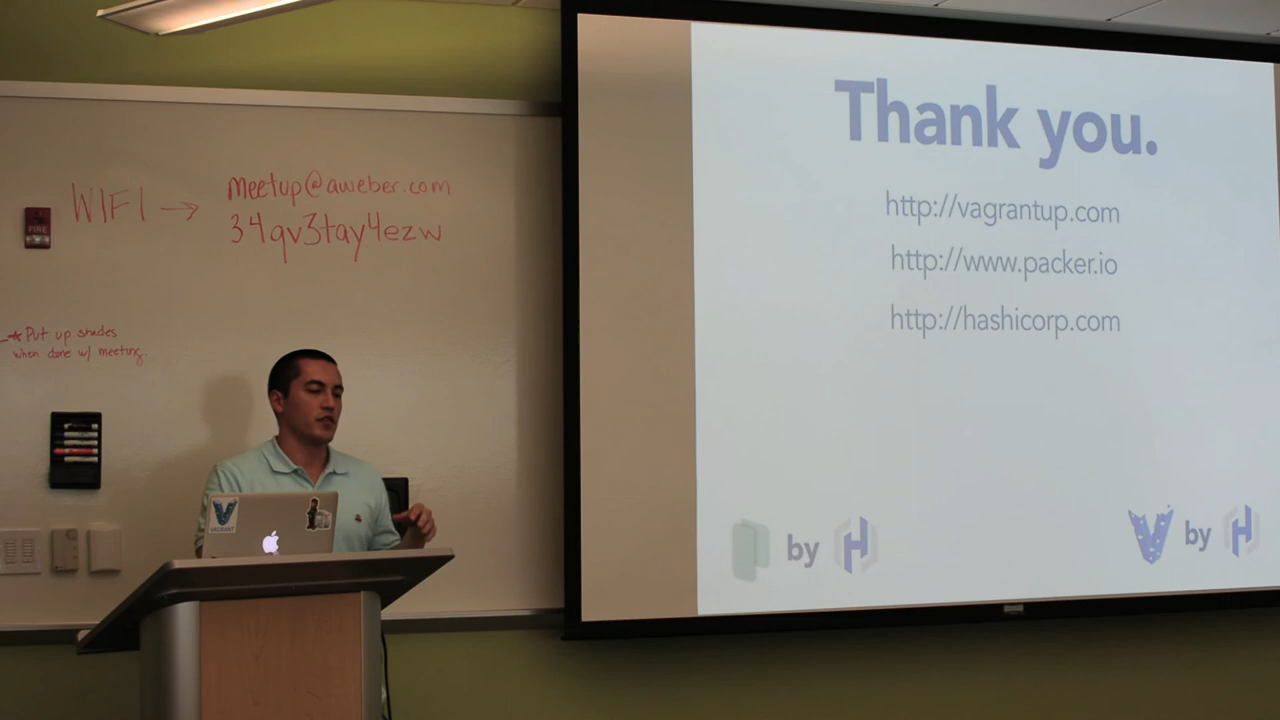 WIFI → meetup@aweber.com
34qv3tay4ezw
FIRE
* Put up shades
when done w/ meeting.
VAGRANT
Thank you.
http://vagrantup.com
http://www.packer.io
http://hashicorp.com
by H
V by H